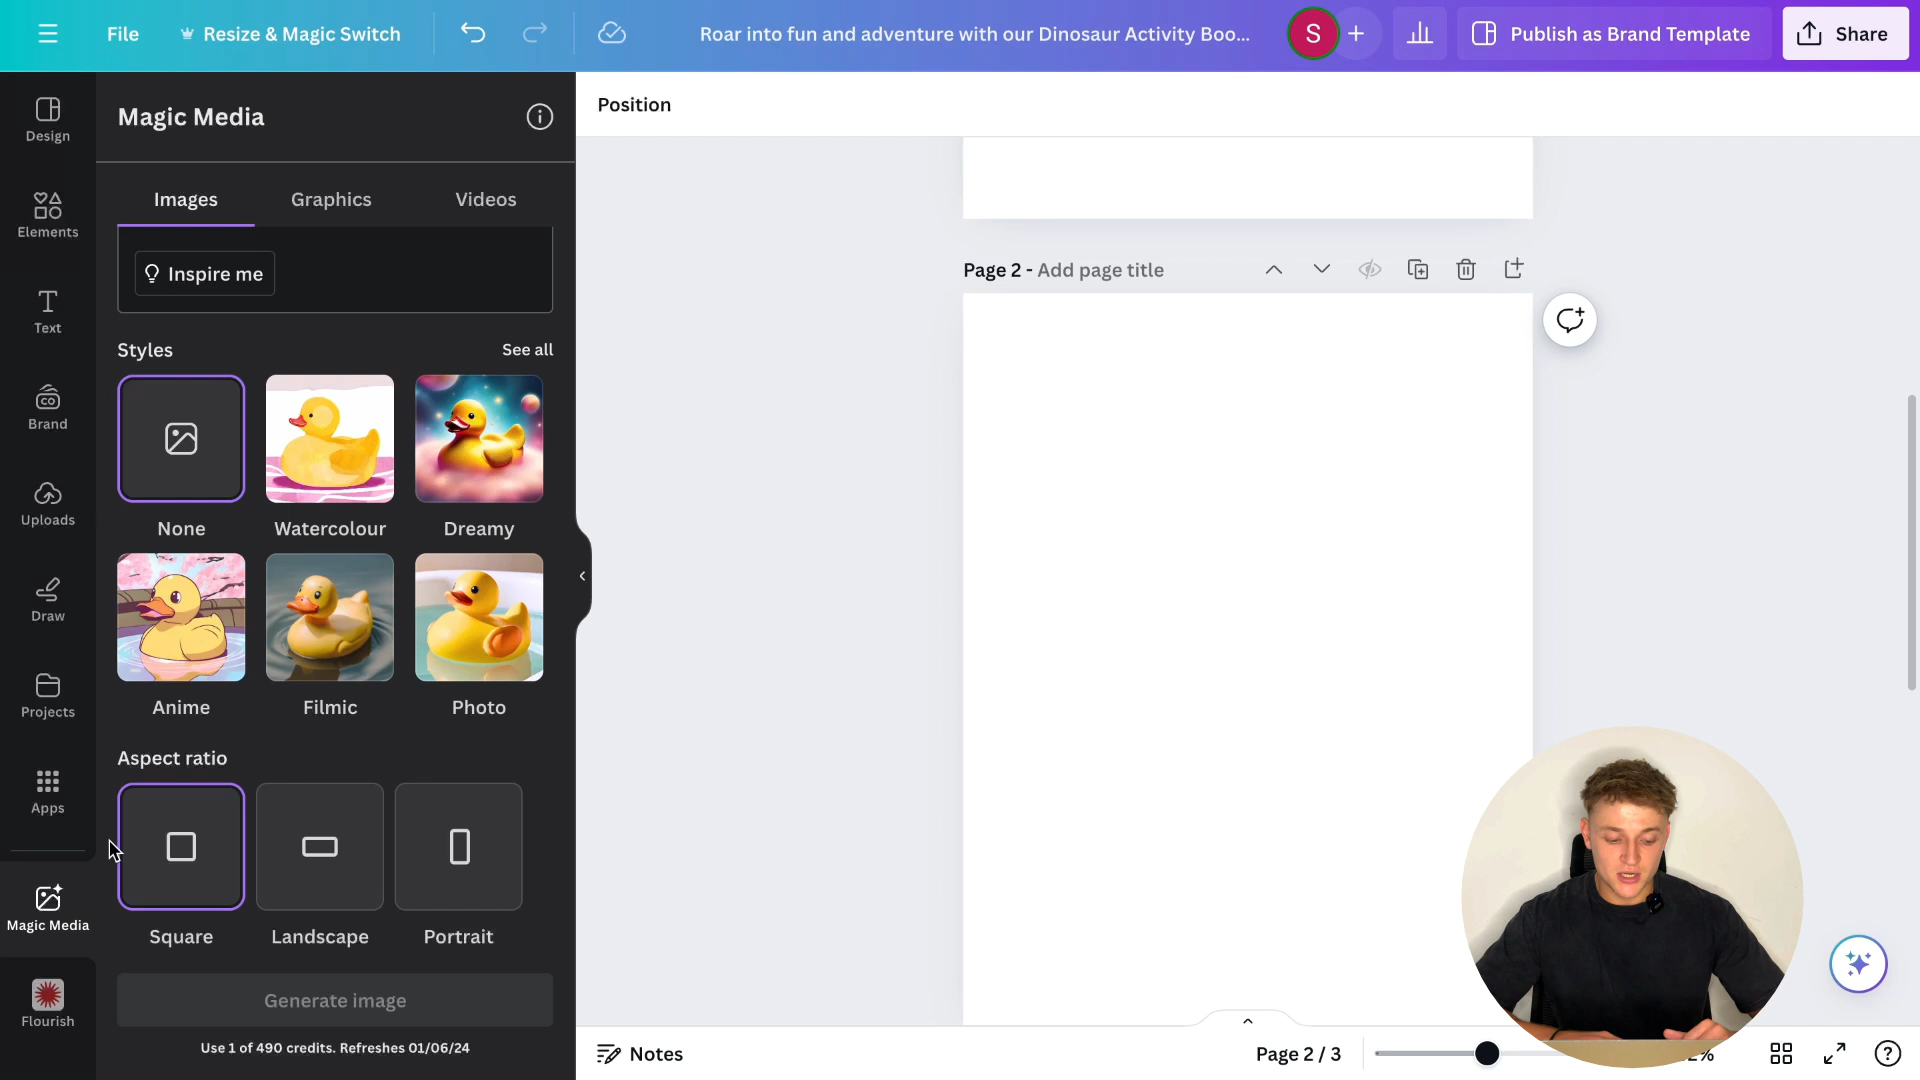 File
Resize & Magic Switch
Roar into fun and adventure with our Dinosaur Activity Boo...
S
Publish as Brand Template
Share
Design
Elements
Text
Brand
Uploads
Draw
Projects
Apps
Magic Media
Flourish
Magic Media
Images
Graphics
Videos
Inspire me
Styles
See all
None
Watercolour
Dreamy
Anime
Filmic
Photo
Aspect ratio
Square
Landscape
Portrait
Generate image
Use 1 of 490 credits. Refreshes 01/06/24
Position
Page 2 - Add page title
Notes
Page 2 / 3